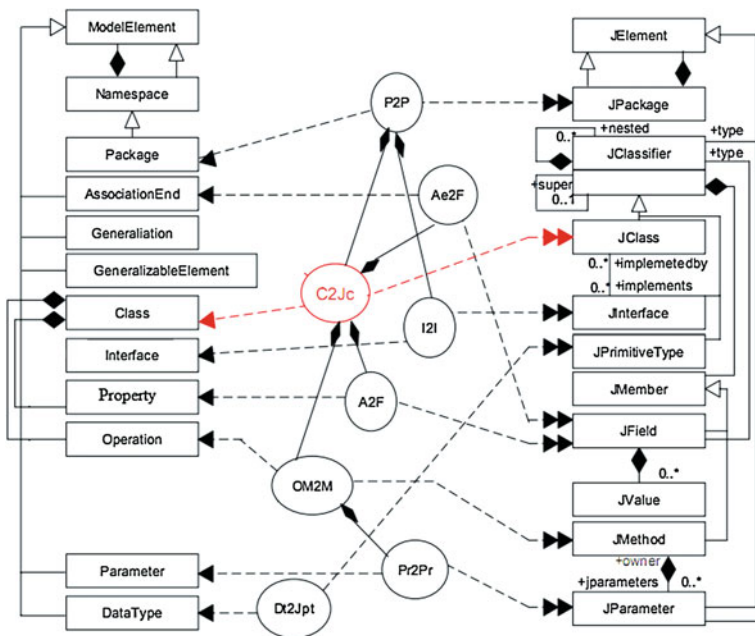 ModelElement
Namespace
Package
AssociationEnd
Generaliation
GeneralizableElement
Class
Interface
Property
Operation
Parameter
DataType
P2P
Ae2F
C2Jc
I2I
A2F
OM2M
Pr2Pr
Dt2Jpt
JElement
JPackage
+nested
0..*
+type
JClassifier
+type
+super
0..1
JClass
0..* +implemetedby
0..* +implements
JInterface
JPrimitiveType
JMember
JField
0..*
JValue
JMethod
+owner
+jparameters 0..*
JParameter